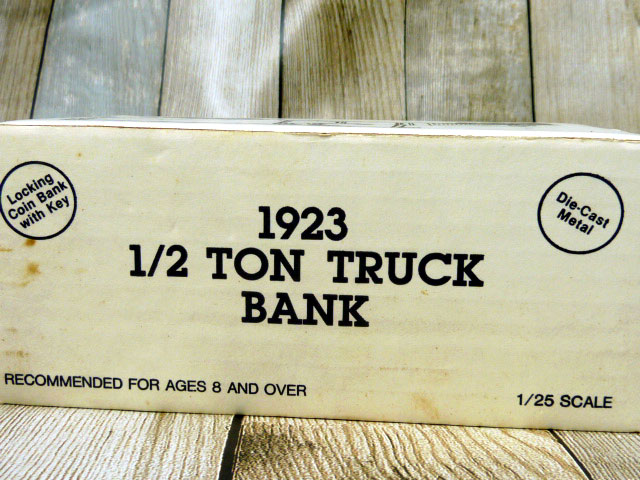 Locking
Coin Bank
with Key
Die-Cast
Metal
1923
1/2 TON TRUCK
BANK
RECOMMENDED FOR AGES 8 AND OVER
1/25 SCALE